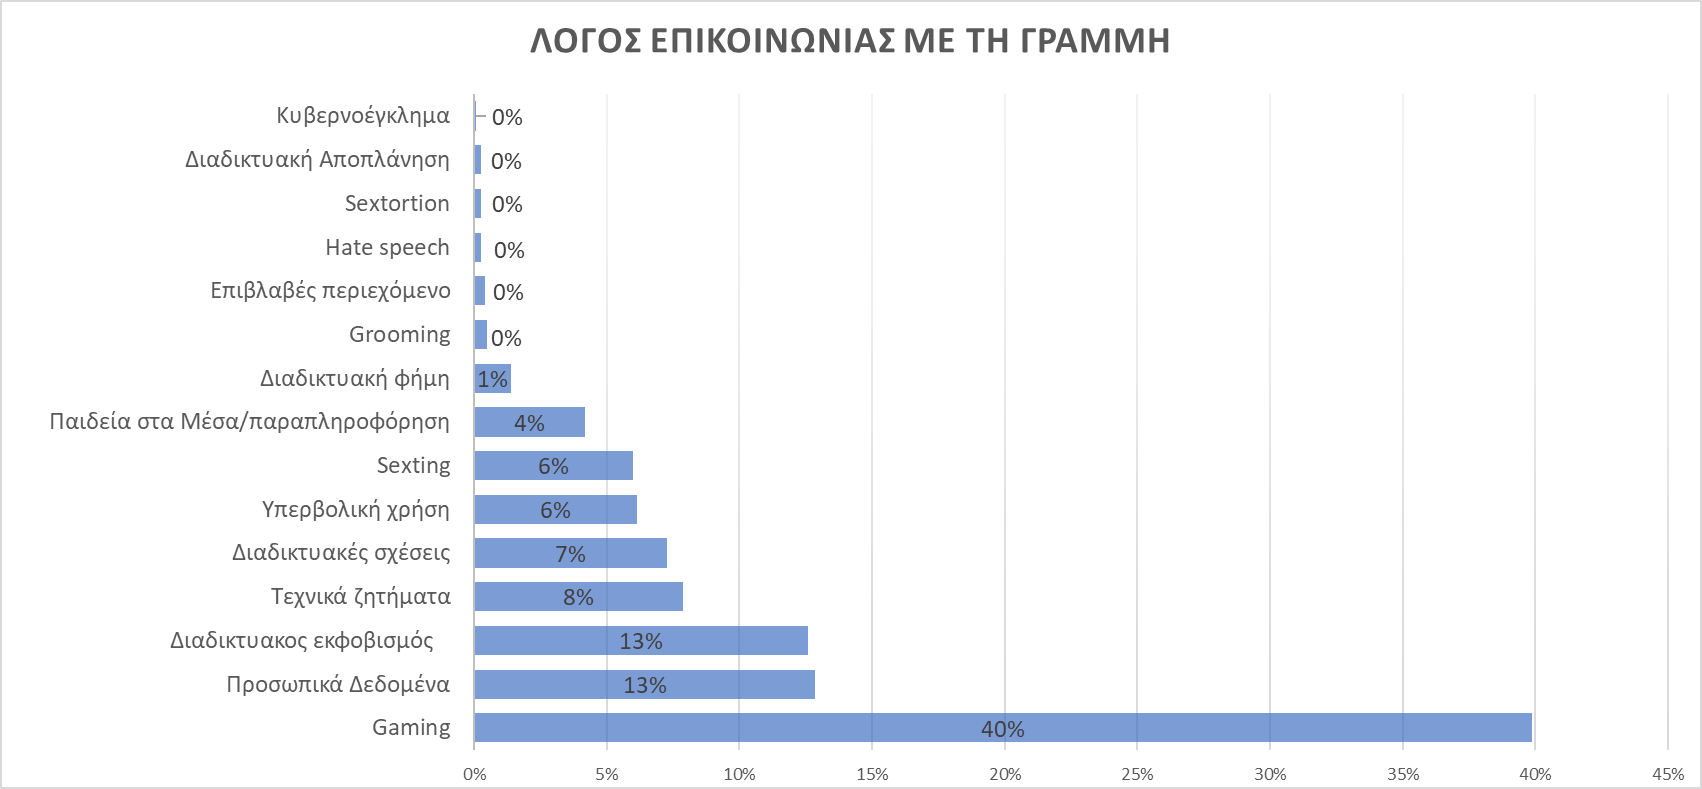 ΛΟΓΟΣ ΕΠΙΚΟΙΝΩΝΙΑΣ ΜΕ ΤΗ ΓΡΑΜΜΗ
Κυβερνοέγκλημα 0%
Διαδικτυακή Αποπλάνηση 0%
Sextortion 0%
Hate speech 0%
Επιβλαβές περιεχόμενο 0%
Grooming 0%
Διαδικτυακή φήμη 1%
Παιδεία στα Μέσα/παραπληροφόρηση 4%
Sexting 6%
Υπερβολική χρήση 6%
Διαδικτυακές σχέσεις 7%
Τεχνικά ζητήματα 8%
Διαδικτυακος εκφοβισμός 13%
Προσωπικά Δεδομένα 13%
Gaming 40%
0% 5% 10% 15% 20% 25% 30% 35% 40% 45%